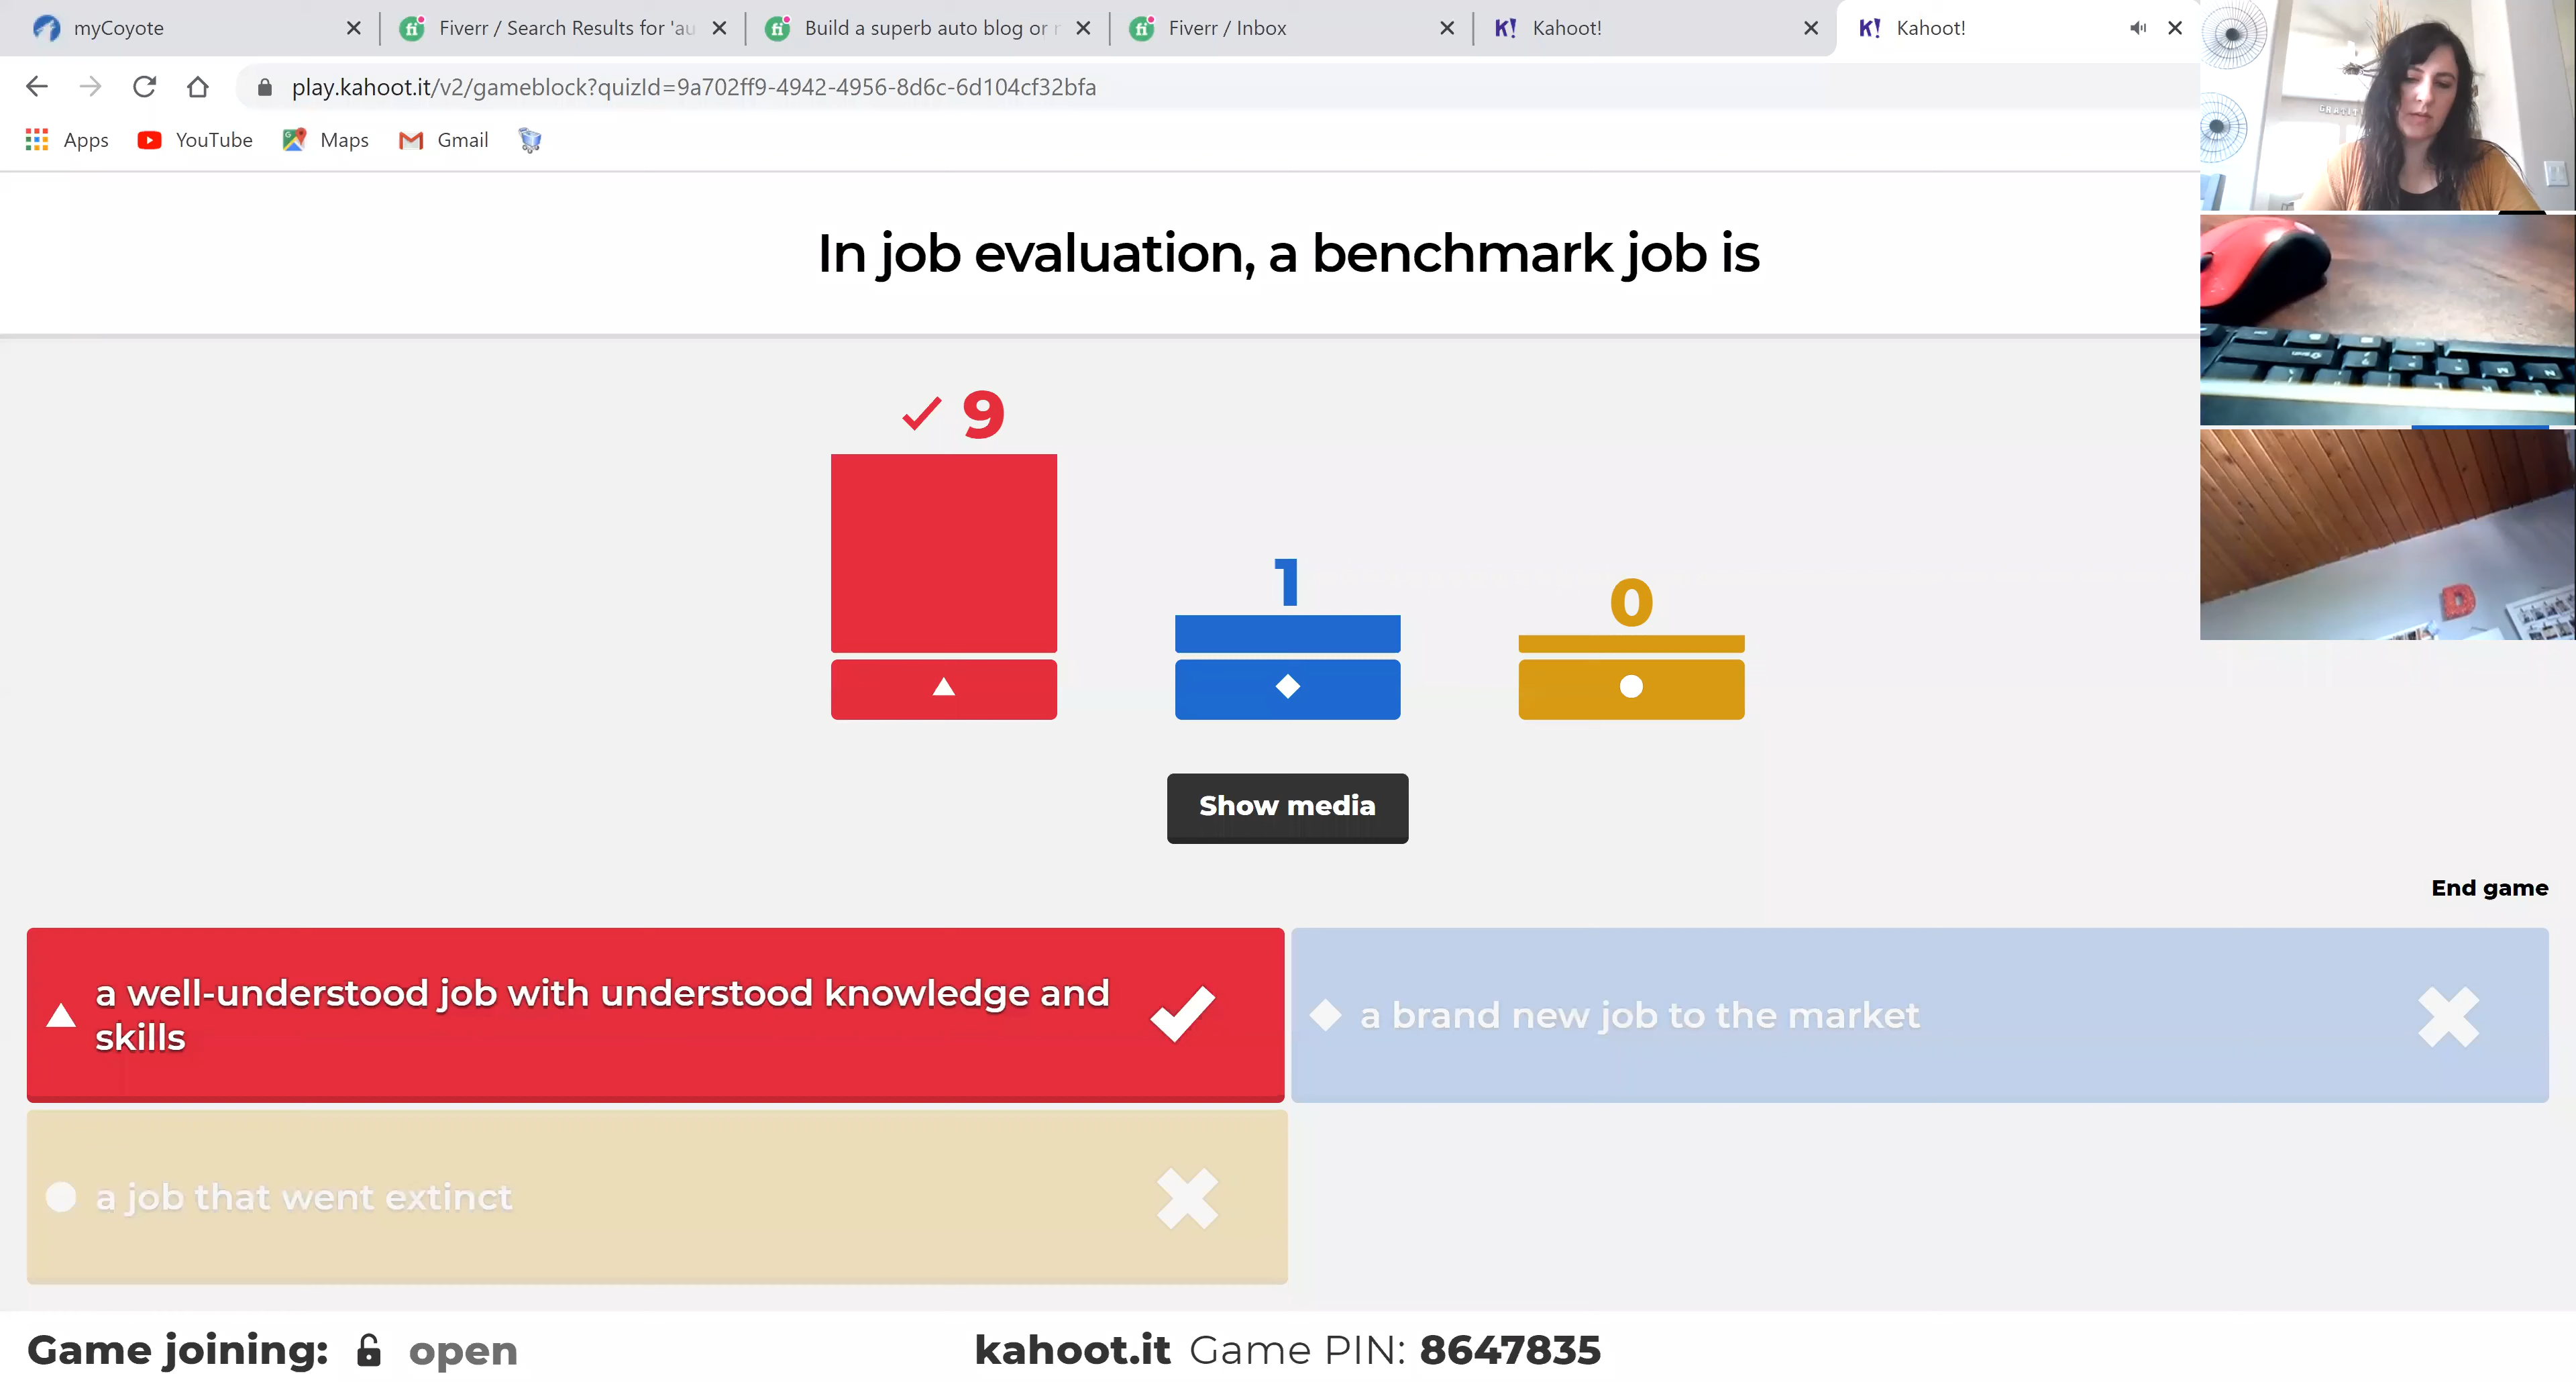 myCoyote
Fiverr / Search Results for 'au
Build a superb auto blog or
Fiverr / Inbox
K! Kahoot!
K! Kahoot!
play.kahoot.it/v2/gameblock?quizId=9a702ff9-4942-4956-8d6c-6d104cf32bfa
Apps YouTube Maps Gmail
In job evaluation, a benchmark job is
9
1
0
Show media
End game
a well-understood job with understood knowledge and
skills
a brand new job to the market
a job that went extinct
Game joining: open
kahoot.it Game PIN: 8647835
D